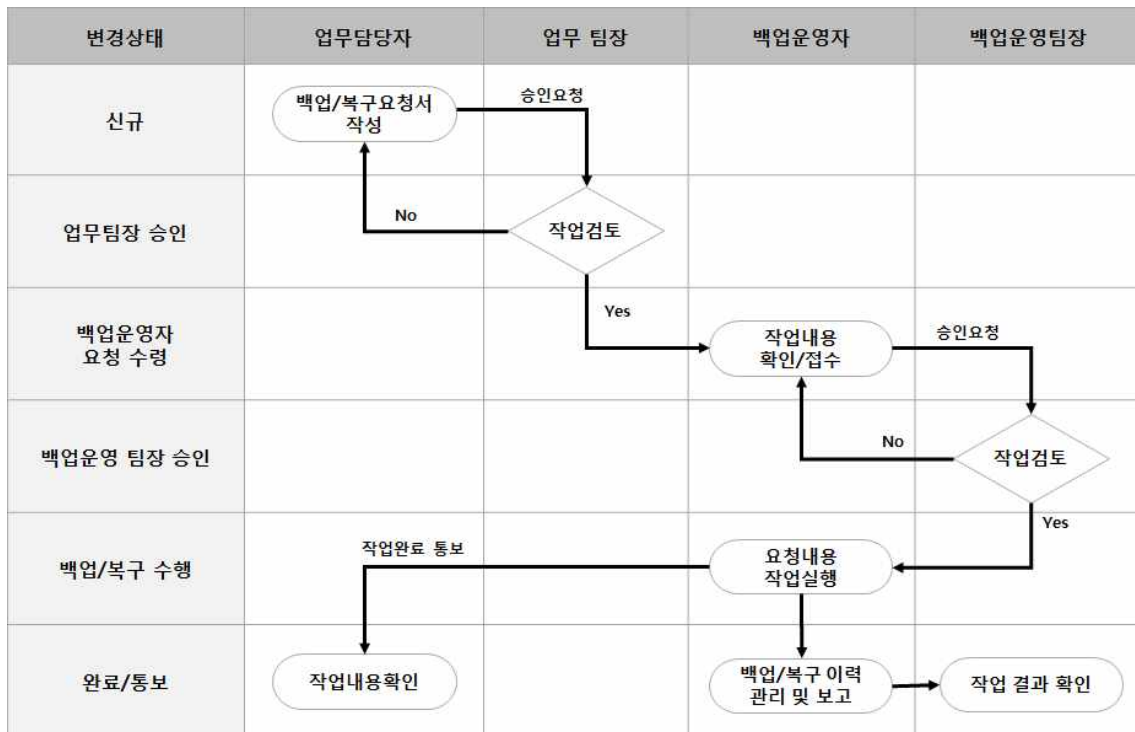 변경상태 업무담당자 업무 팀장 백업운영자 백업운영팀장
신규
백업/복구요청서
작성
승인요청
업무팀장 승인
No
작업검토
Yes
백업운영자
요청 수령
작업내용
확인/접수
승인요청
백업운영 팀장 승인
No
작업검토
Yes
백업/복구 수행
작업완료 통보
요청내용
작업실행
완료/통보
작업내용확인
백업/복구 이력
관리 및 보고
작업 결과 확인